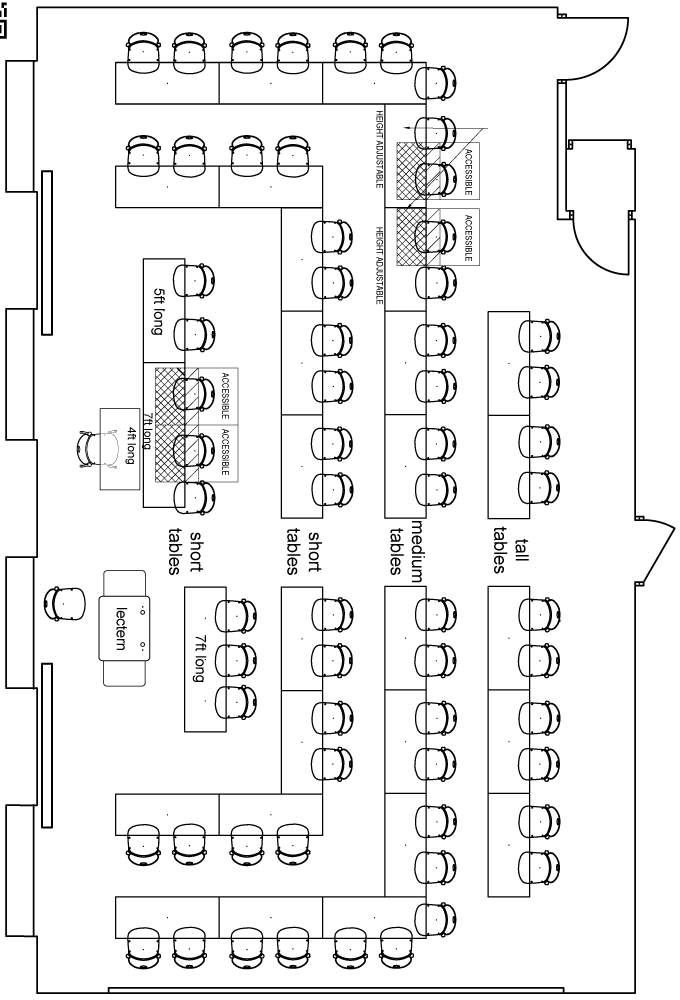 HEIGHT ADJUSTABLE
ACCESSIBLE
HEIGHT ADJUSTABLE
ACCESSIBLE
5ft long
7ft long
4ft long
ACCESSIBLE
ACCESSIBLE
short
tables
short
tables
medium
tables
tall
tables
lectern
7ft long